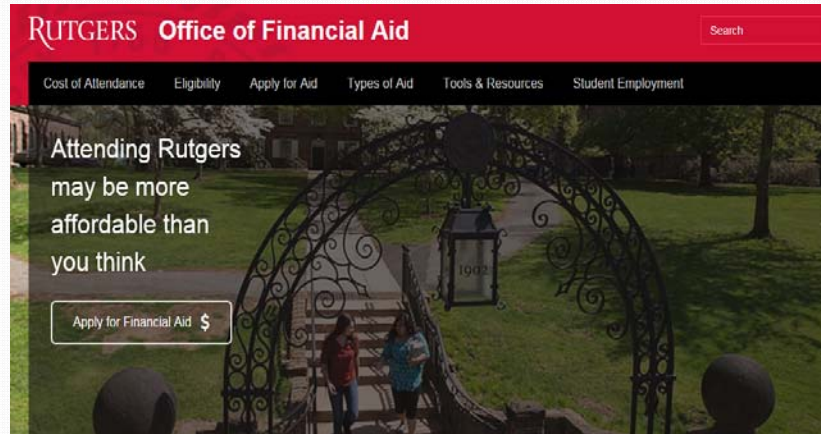 RUTGERS Office of Financial Aid
Search
Cost of Attendance Eligibility Apply for Aid Types of Aid Tools & Resources Student Employment
Attending Rutgers
may be more
affordable than
you think
Apply for Financial Aid $
1902